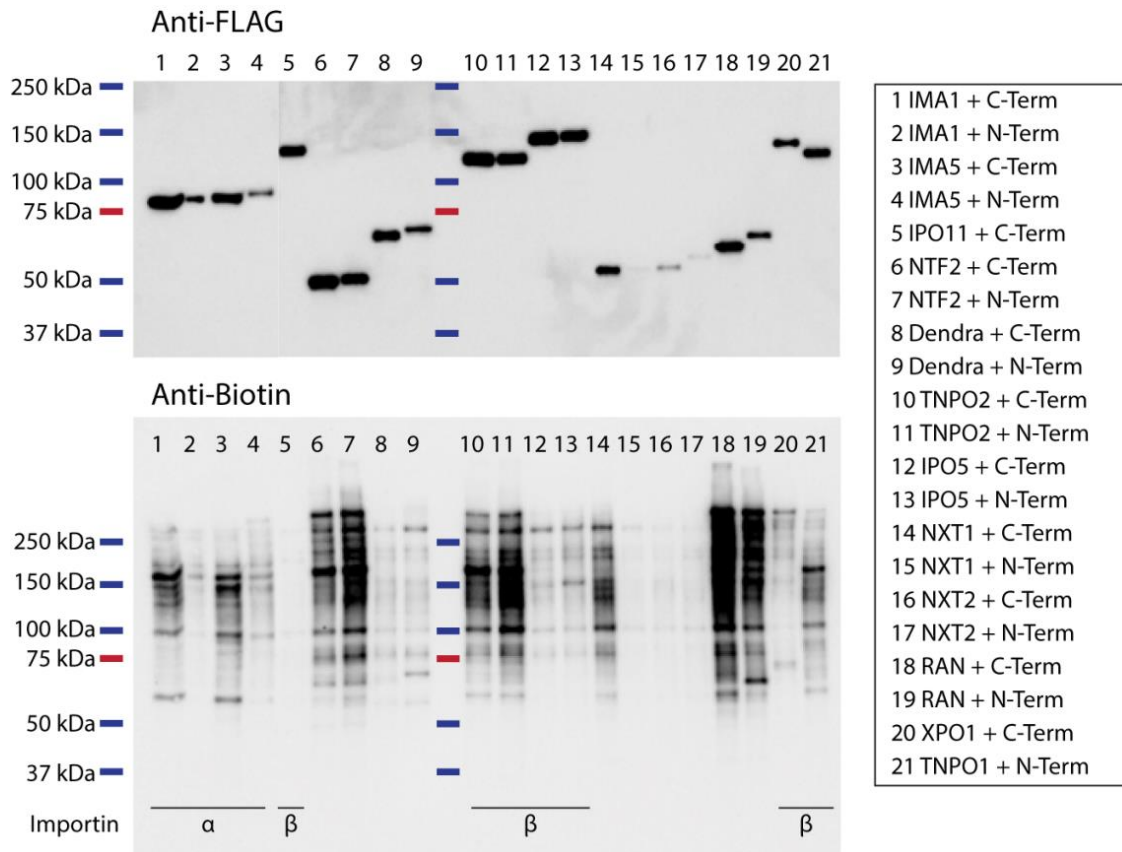 Anti-FLAG
1 2 3 4 5 6 7 8 9 10 11 12 13 14 15 16 17 18 19 20 21
250 kDa
150 kDa
100 kDa
75 kDa
50 kDa
37 kDa
Anti-Biotin
1 2 3 4 5 6 7 8 9 10 11 12 13 14 15 16 17 18 19 20 21
250 kDa
150 kDa
100 kDa
75 kDa
50 kDa
37 kDa
Importin α β β β
1 IMA1 + C-Term
2 IMA1 + N-Term
3 IMA5 + C-Term
4 IMA5 + N-Term
5 IPO11 + C-Term
6 NTF2 + C-Term
7 NTF2 + N-Term
8 Dendra + C-Term
9 Dendra + N-Term
10 TNPO2 + C-Term
11 TNPO2 + N-Term
12 IPO5 + C-Term
13 IPO5 + N-Term
14 NXT1 + C-Term
15 NXT1 + N-Term
16 NXT2 + C-Term
17 NXT2 + N-Term
18 RAN + C-Term
19 RAN + N-Term
20 XPO1 + C-Term
21 TNPO1 + N-Term